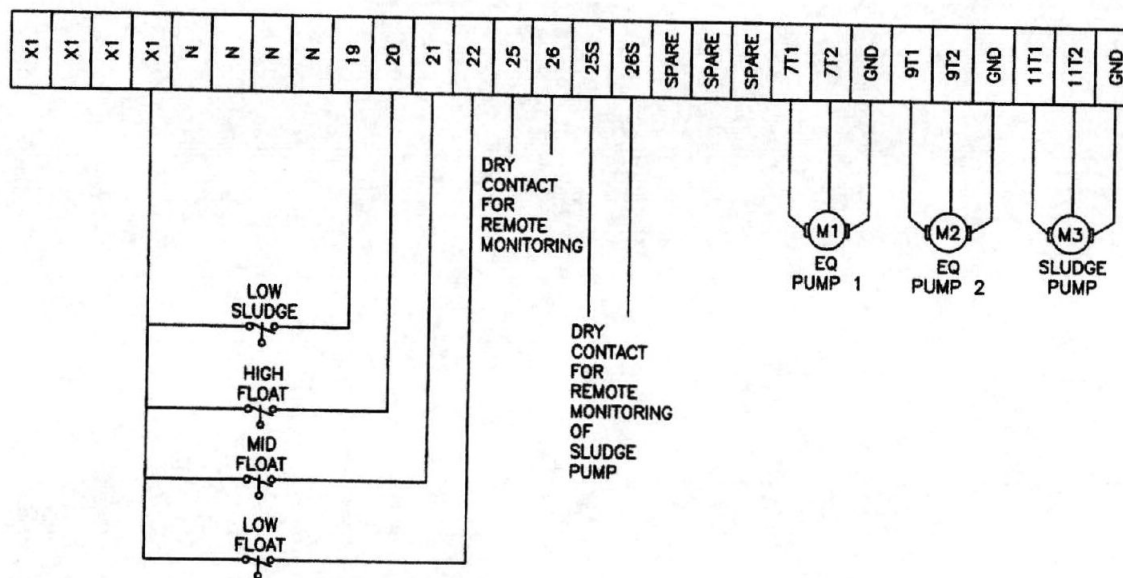 X1 X1 X1 X1 N N N N 19 20 21 22 25 26 25S 26S SPARE SPARE SPARE 7T1 7T2 GND 9T1 9T2 GND 11T1 11T2 GND
DRY
CONTACT
FOR
REMOTE
MONITORING
M1
M2
M3
EQ
PUMP 1
EQ
PUMP 2
SLUDGE
PUMP
LOW
SLUDGE
HIGH
FLOAT
MID
FLOAT
LOW
FLOAT
DRY
CONTACT
FOR
REMOTE
MONITORING
OF
SLUDGE
PUMP